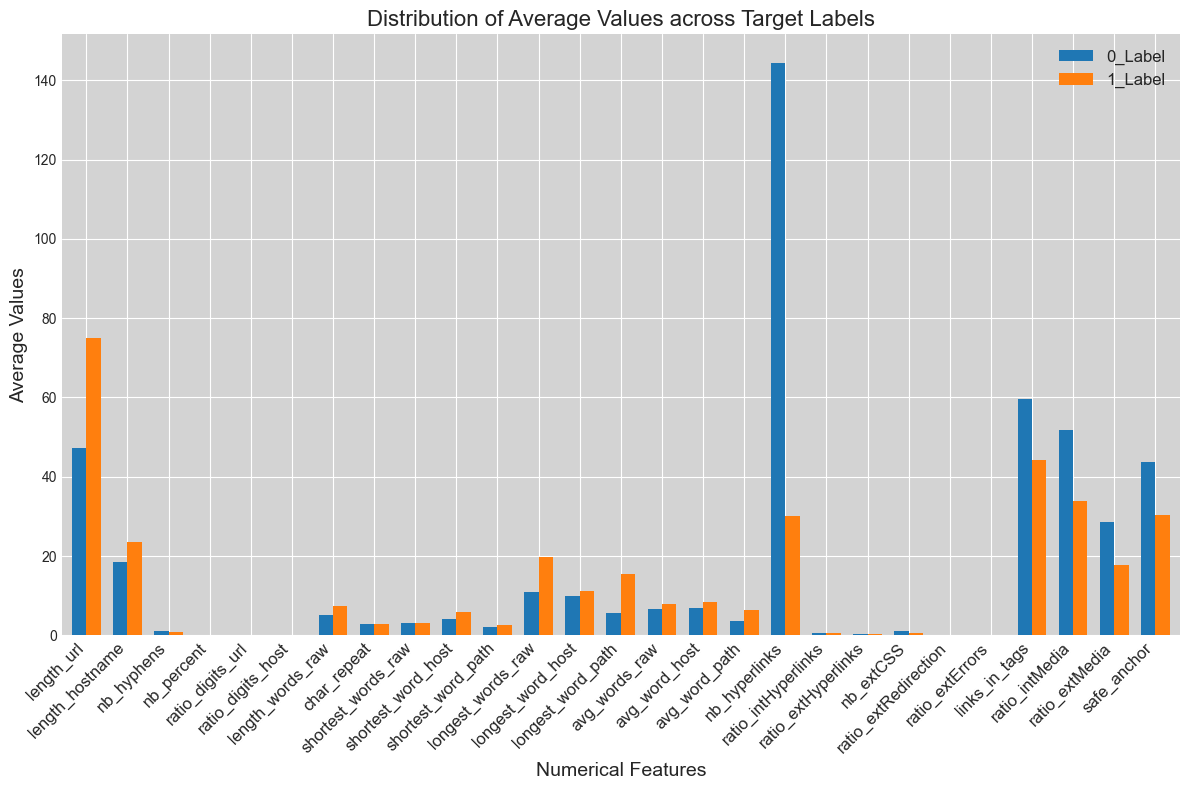 Distribution of Average Values across Target Labels
0_Label
1_Label
Average Values
140
120
100
80
60
40
20
0
length_url
length_hostname
nb_hyphens
nb_percent
ratio_digits_url
ratio_digits_host
length_words_raw
char_repeat
shortest_words_raw
shortest_word_host
shortest_word_path
longest_words_raw
longest_word_host
longest_word_path
avg_words_raw
avg_word_host
avg_word_path
nb_hyperlinks
ratio_intHyperlinks
ratio_extHyperlinks
nb_extCSS
ratio_extRedirection
ratio_extErrors
links_in_tags
ratio_intMedia
ratio_extMedia
safe_anchor
Numerical Features